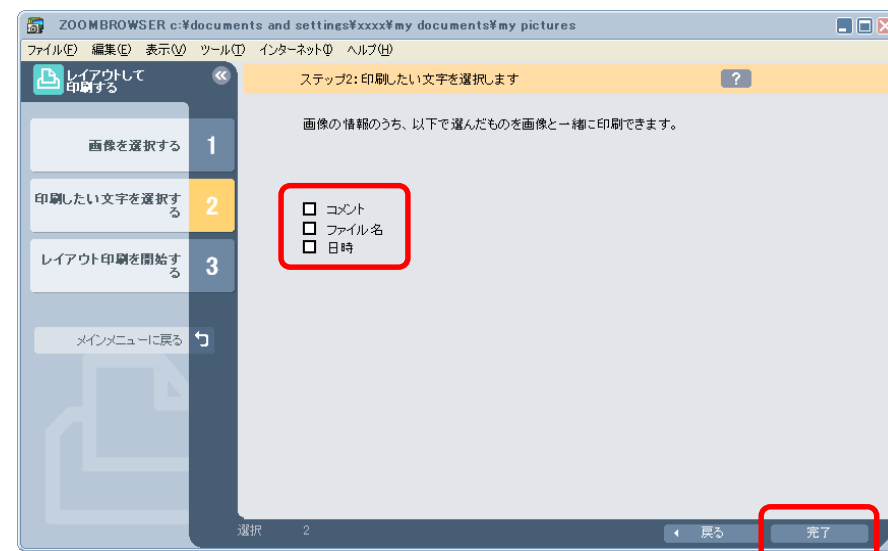 ZOOMBROWSER c:¥documents and settings¥xxxx¥my documents¥my pictures
ファイル(F) 編集(E) 表示(V) ツール(T) インターネット(I) ヘルプ(H)
レイアウトして
印刷する
ステップ2: 印刷したい文字を選択します
?
画像の情報のうち、以下で選んだものを画像と一緒に印刷できます。
画像を選択する 1
印刷したい文字を選択す
る
2
レイアウト印刷を開始す
る
3
コメント
ファイル名
日時
メインメニューに戻る
選択 2
戻る
完了